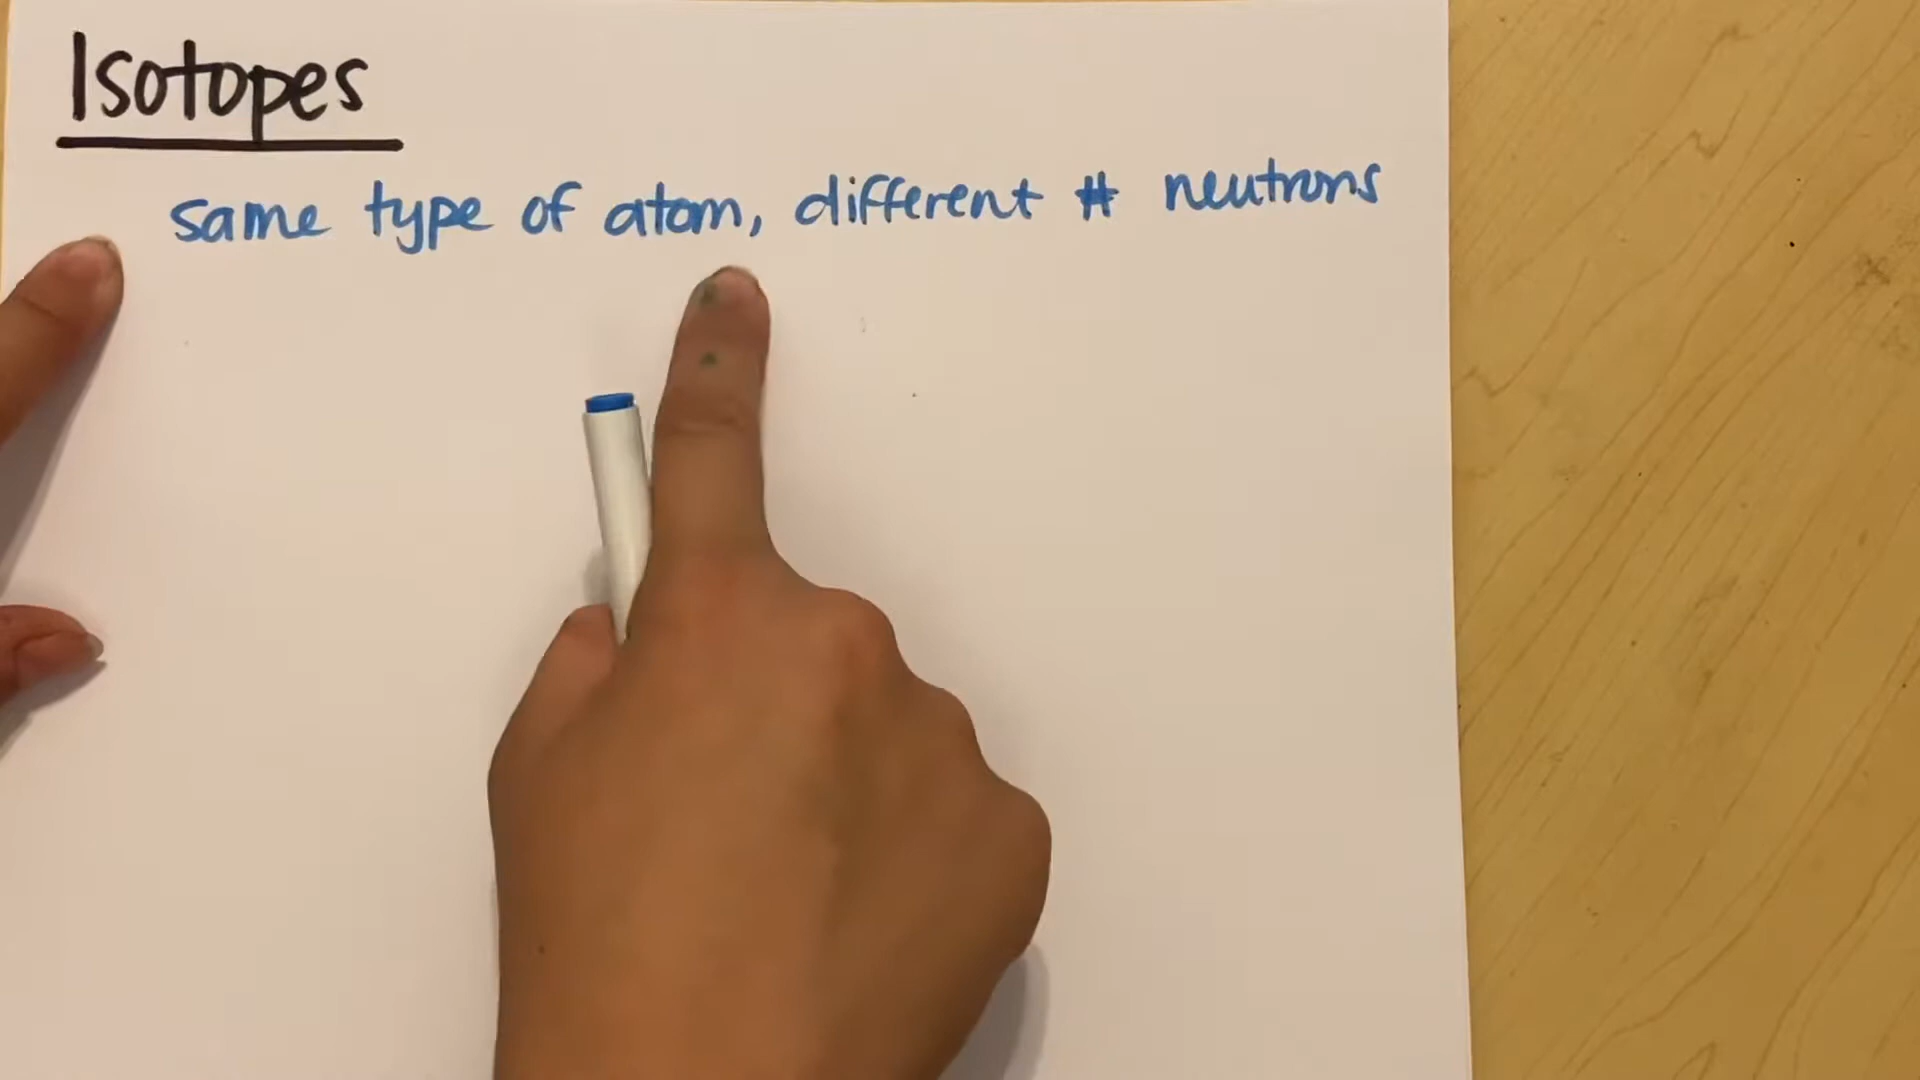 Isotopes
same type of atom, different # neutrons